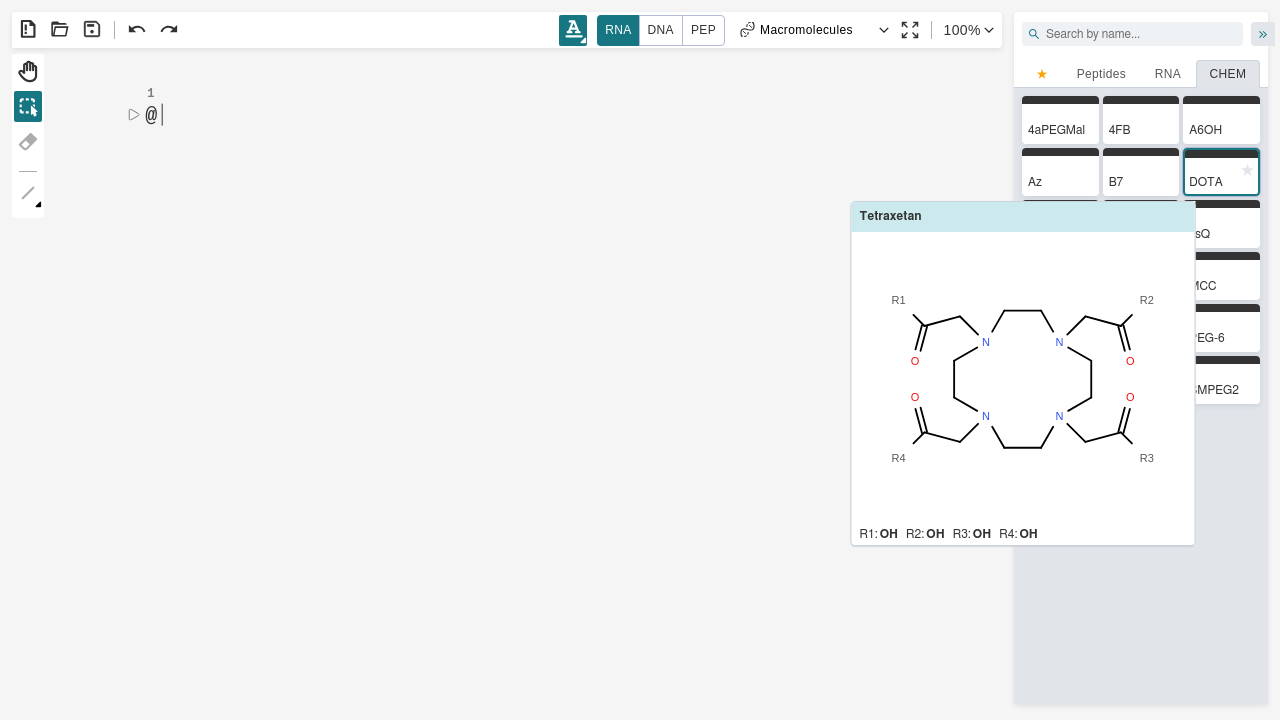 A RNA DNA PEP Macromolecules 100%
Search by name...
★ Peptides RNA CHEM
1
@
4aPEGMal 4FB A6OH
Az B7 DOTA
sQ
MCC
EG-6
MPEG2
Tetraxetan
R1 R2
N N
O O
O O
N N
R4 R3
R1: OH R2: OH R3: OH R4: OH